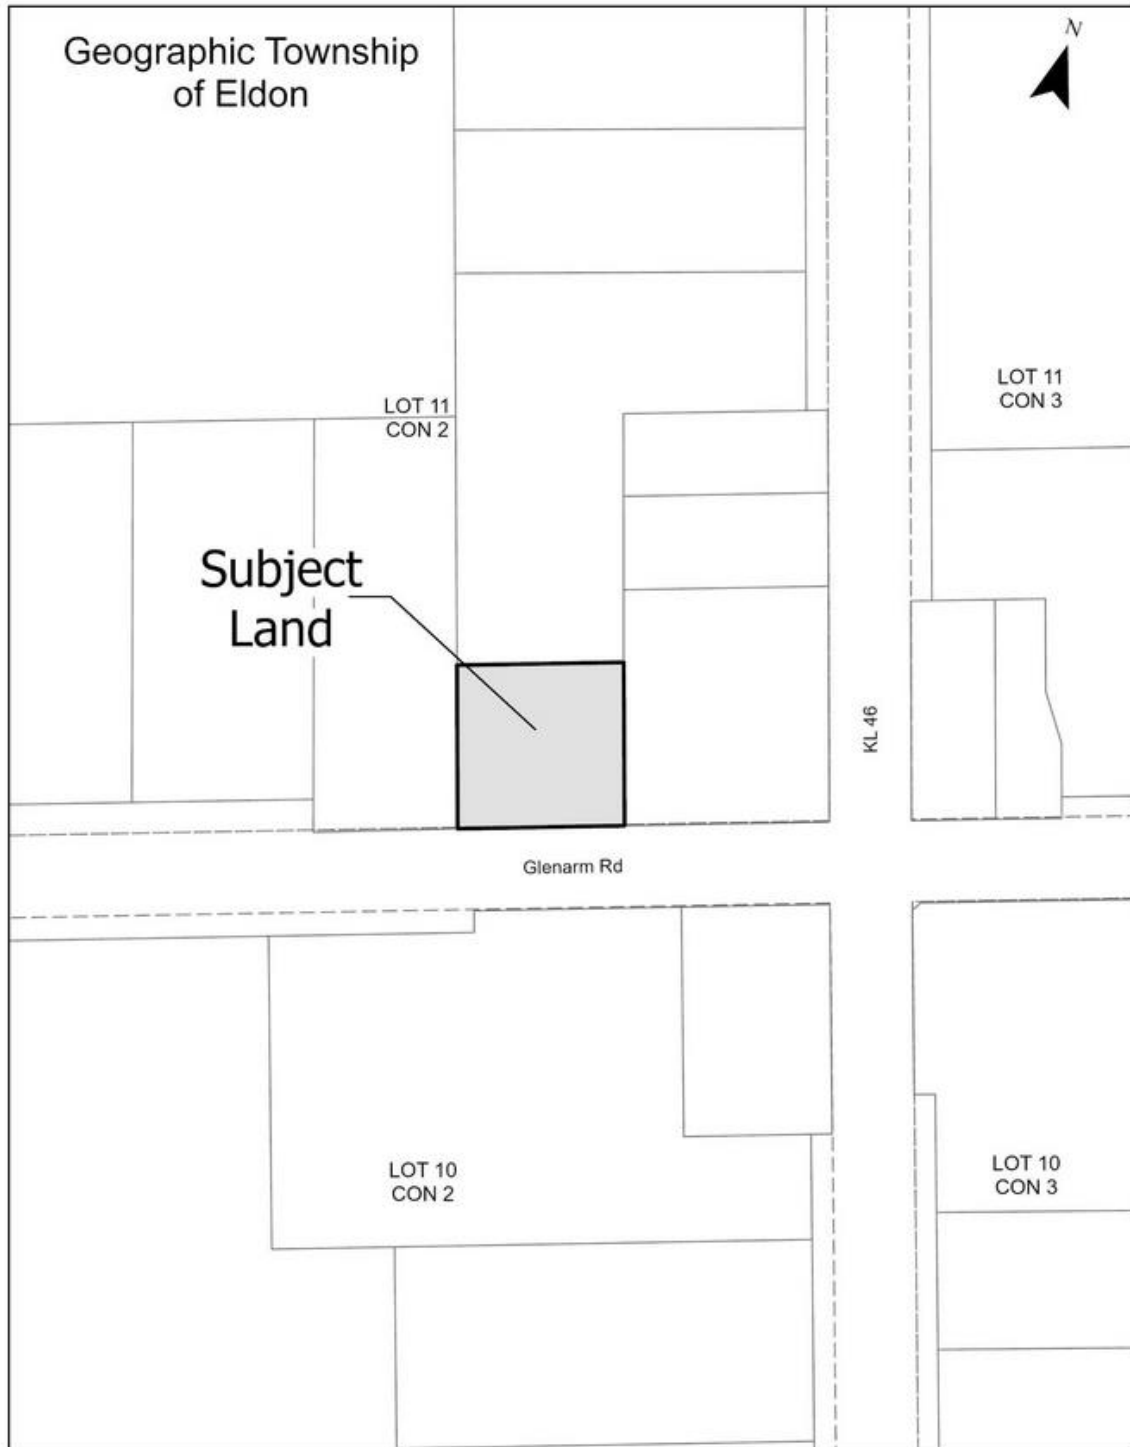 Geographic Township
of Eldon
N
LOT 11
CON 3
LOT 11
CON 2
Subject
Land
KL 46
Glenarm Rd
LOT 10
CON 2
LOT 10
CON 3